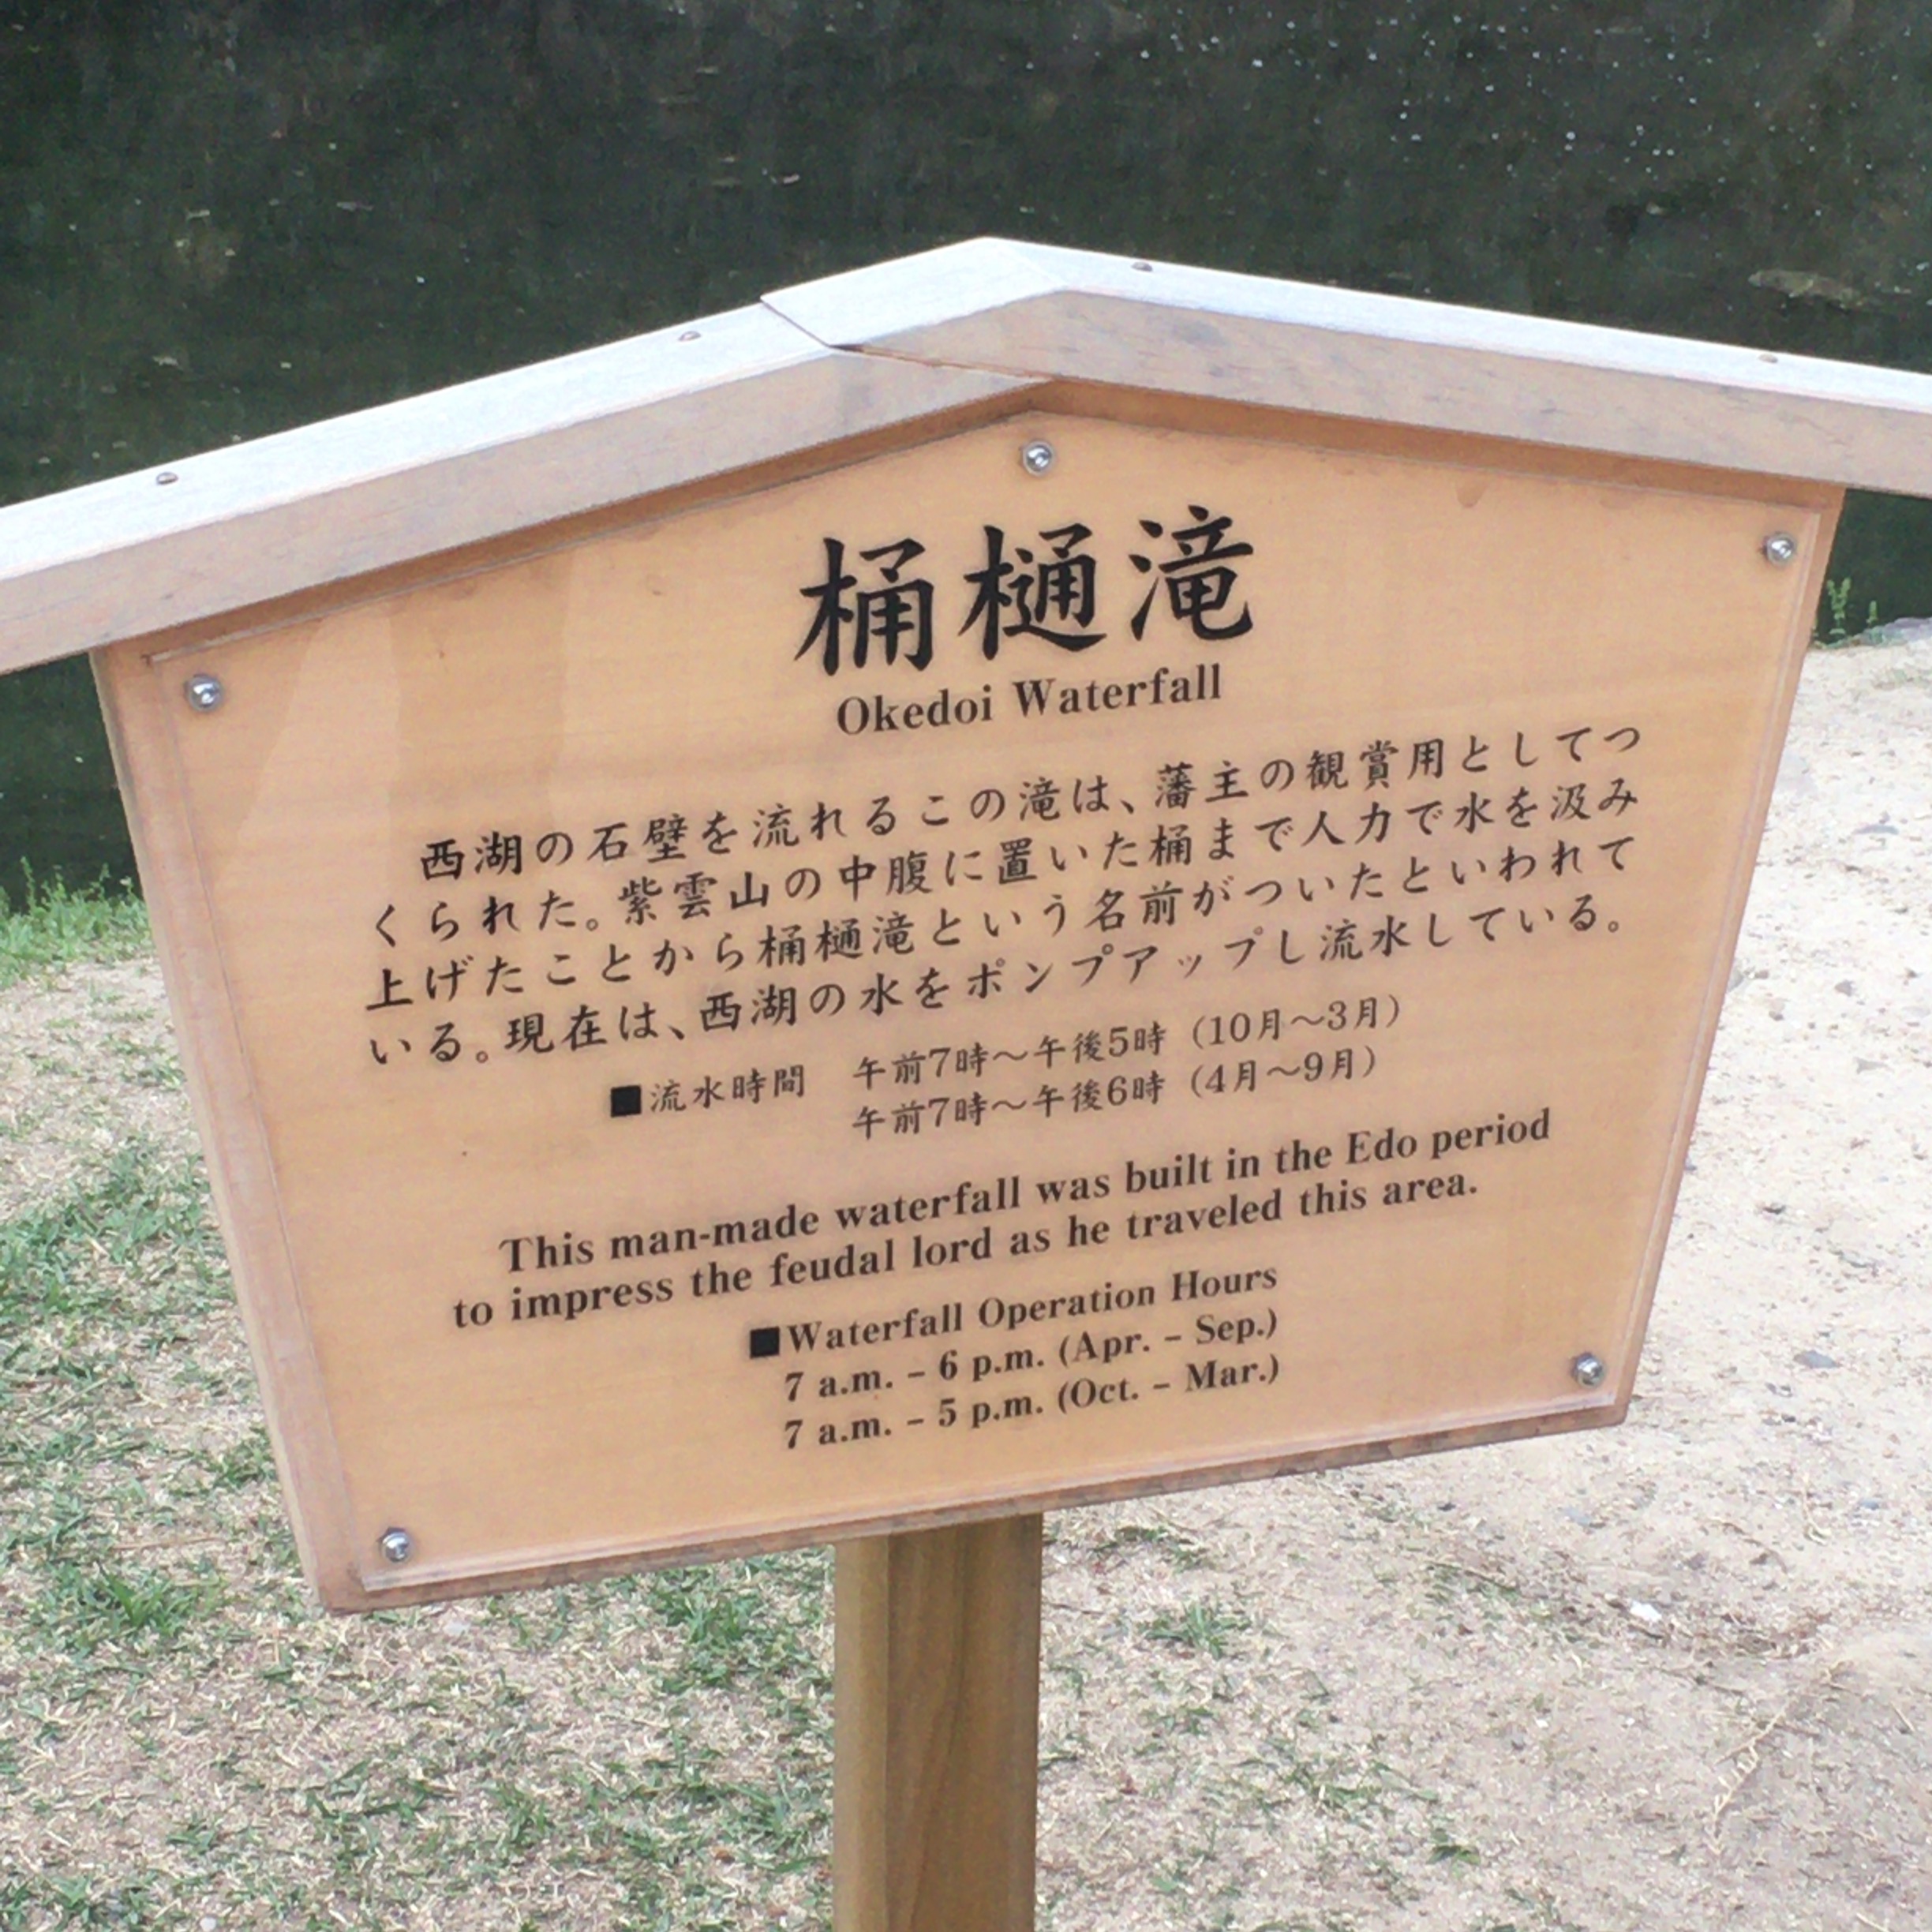 桶樋滝
Okedoi Waterfall
西湖の石壁を流れるこの滝は、藩主の観賞用としてつ
くられた。紫雲山の中腹に置いた桶まで人力で水を汲み
上げたことから桶樋滝という名前がついたといわれて
いる。現在は、西湖の水をポンプアップし流水している。
■流水時間　午前7時〜午後5時（10月〜3月）
午前7時〜午後6時（4月〜9月）
This man-made waterfall was built in the Edo period
to impress the feudal lord as he traveled this area.
■Waterfall Operation Hours
7 a.m. – 6 p.m. (Apr. – Sep.)
7 a.m. – 5 p.m. (Oct. – Mar.)